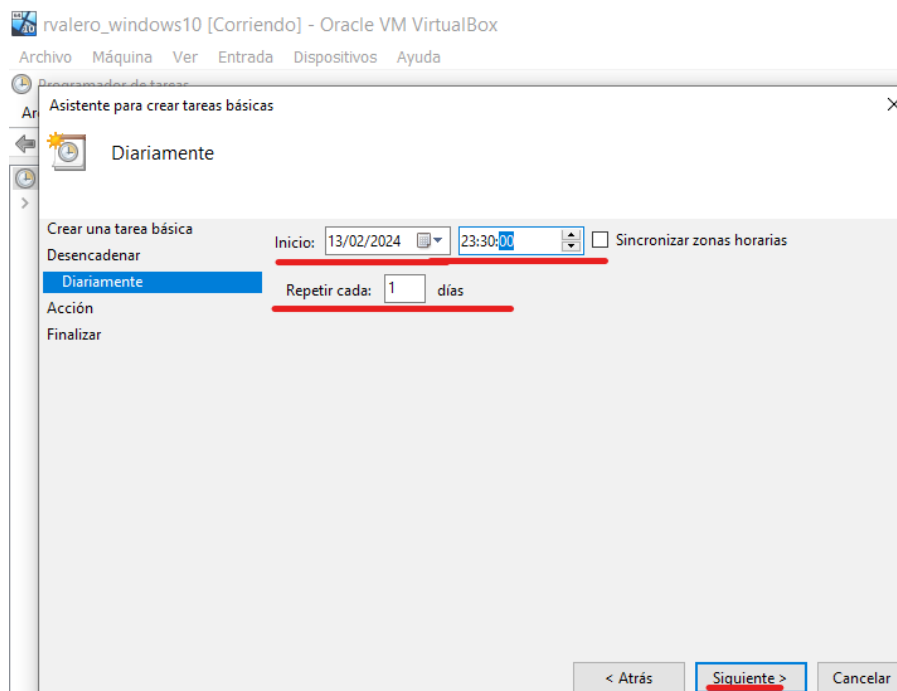 rvalero_windows10 [Corriendo] - Oracle VM VirtualBox
Archivo Máquina Ver Entrada Dispositivos Ayuda
Programador de tareas
Ar
Asistente para crear tareas básicas
Diariamente
Crear una tarea básica
Desencadenar
Diariamente
Acción
Finalizar
Inicio: 13/02/2024 23:30:00 Sincronizar zonas horarias
Repetir cada: 1 días
< Atrás Siguiente > Cancelar